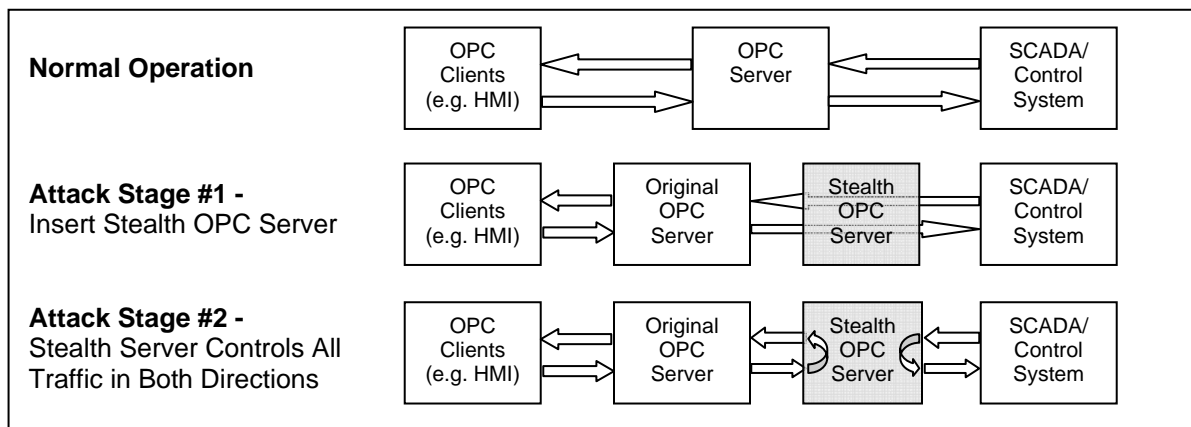 Normal Operation
OPC
Clients
(e.g. HMI)
OPC
Server
SCADA/
Control
System
Attack Stage #1 -
Insert Stealth OPC Server
OPC
Clients
(e.g. HMI)
Original
OPC
Server
Stealth
OPC
Server
SCADA/
Control
System
Attack Stage #2 -
Stealth Server Controls All
Traffic in Both Directions
OPC
Clients
(e.g. HMI)
Original
OPC
Server
Stealth
OPC
Server
SCADA/
Control
System